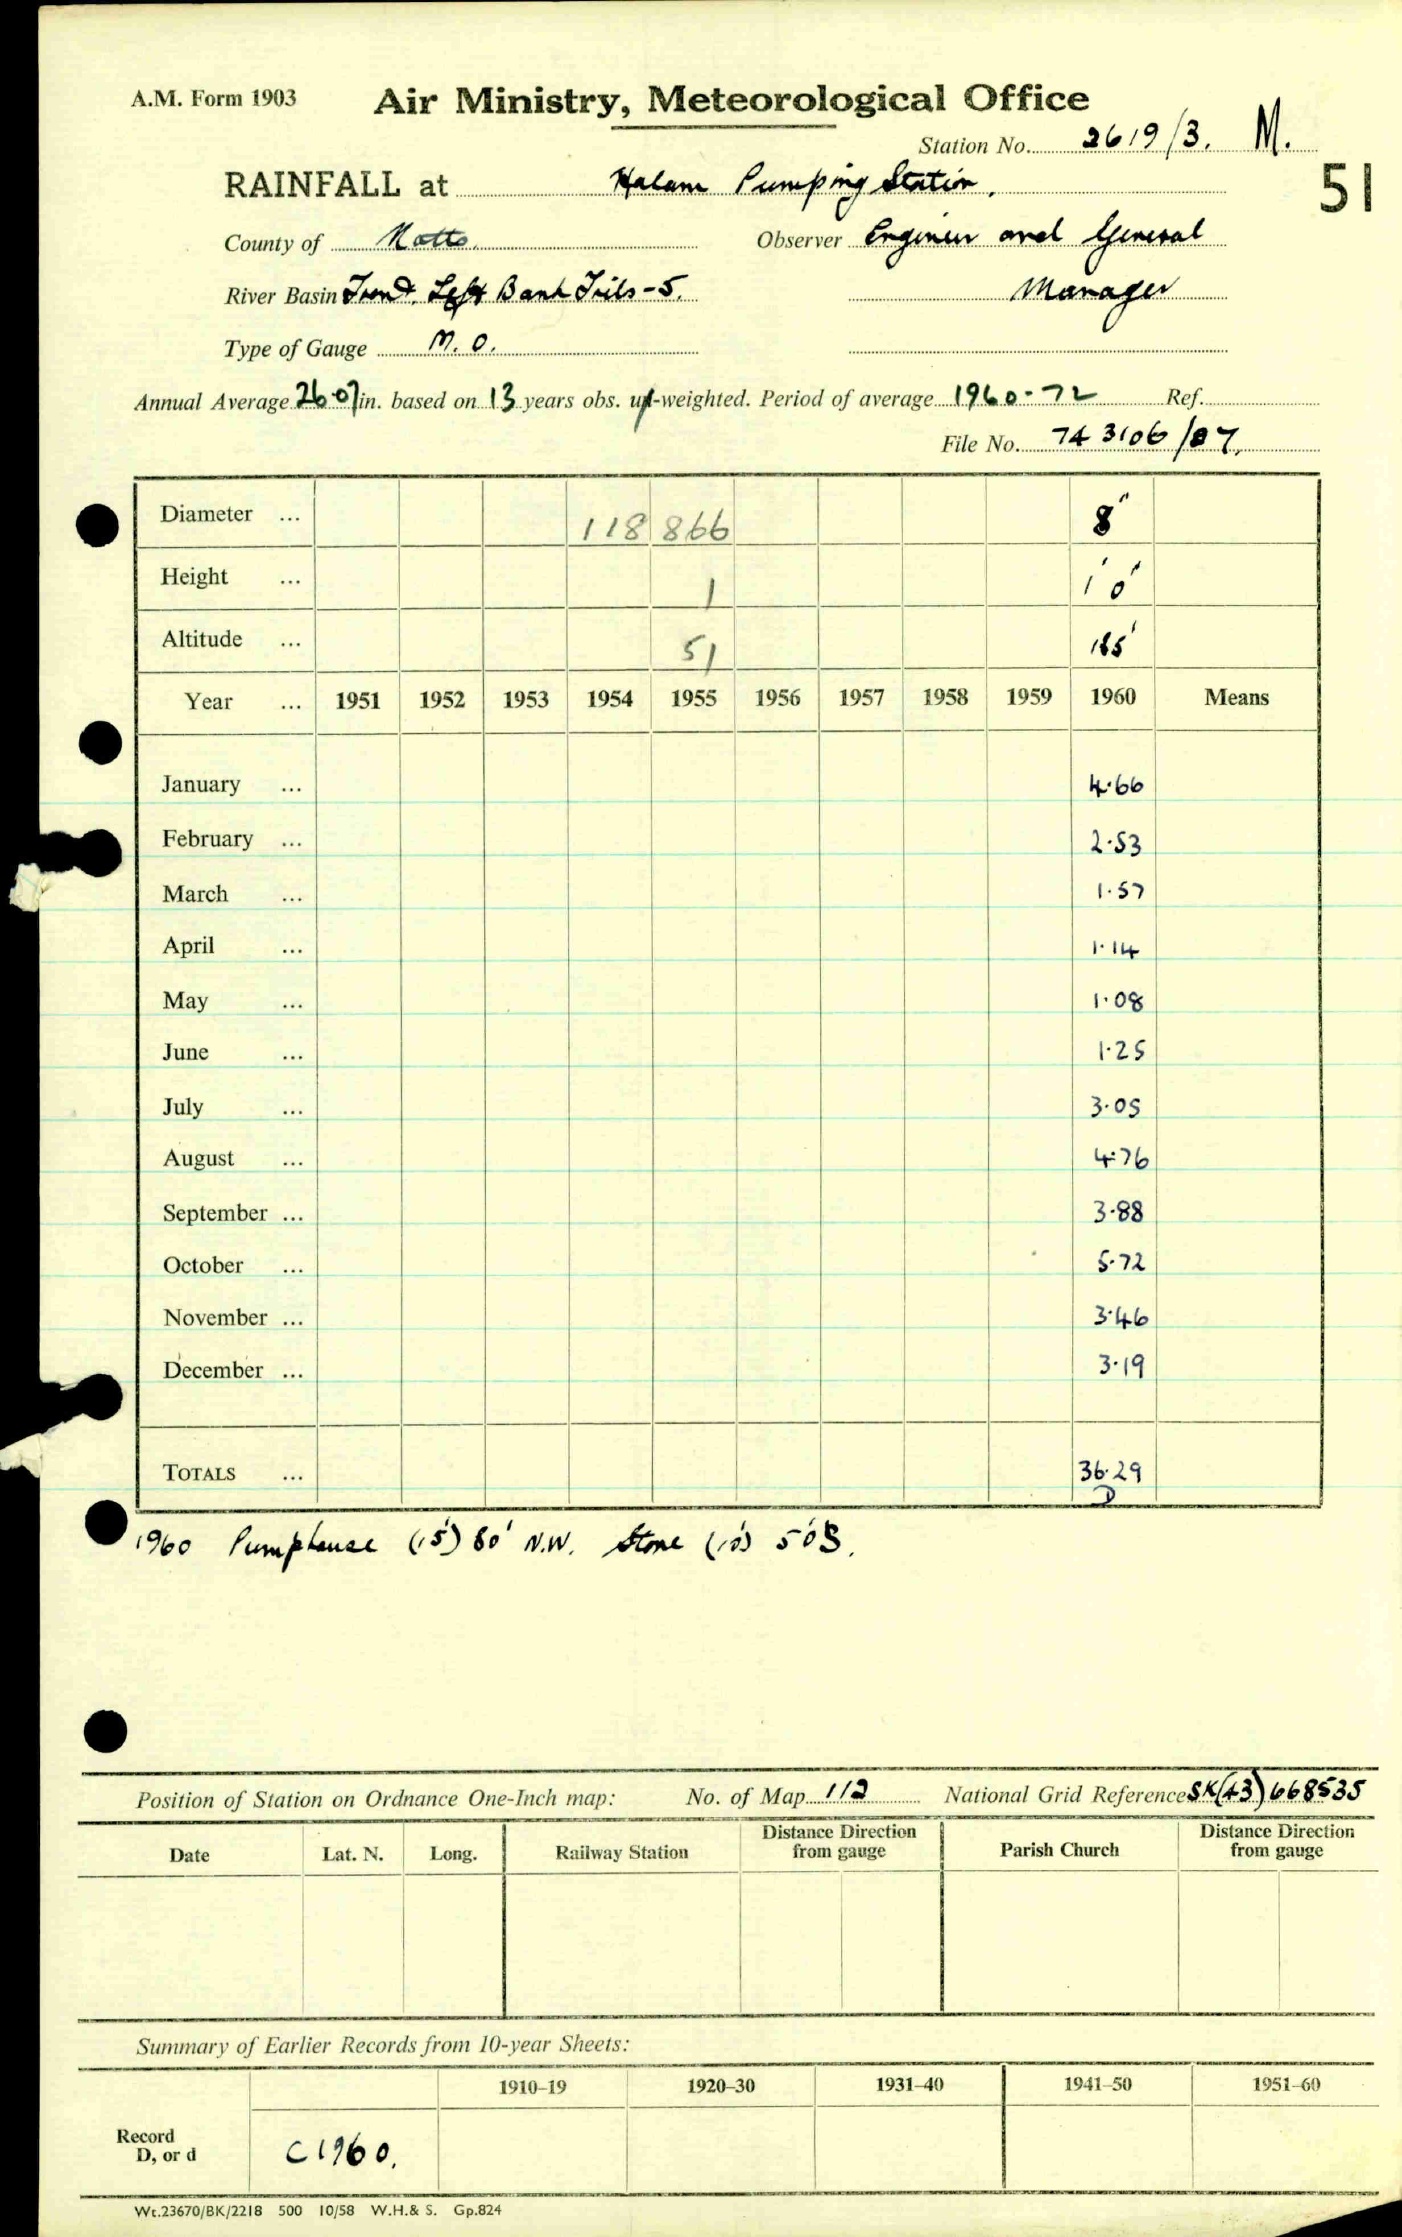 A.M. Form 1903 Air Ministry, Meteorological Office
Station No. 2619/3. M.
51
RAINFALL at Halam Pumping Station.
County of Notts. Observer Engineer and General
River Basin Trent. Left Bank Tribs-5. Manager
Type of Gauge M.O.
Annual Average 26.07 in. based on 13 years obs. un-weighted. Period of average 1960-72 Ref.
File No. 743106/87.
Diameter ... 118 866 8"
Height ... 1 1' 0"
Altitude ... 51 185'
Year ... 1951 1952 1953 1954 1955 1956 1957 1958 1959 1960 Means
January ... 4.66
February ... 2.53
March ... 1.57
April ... 1.14
May ... 1.08
June ... 1.25
July ... 3.05
August ... 4.76
September ... 3.88
October ... 5.72
November ... 3.46
December ... 3.19
TOTALS ... 36.29
D
1960 Pumphouse (15') 80' N.W. Store (10') 50' S.
Position of Station on Ordnance One-Inch map: No. of Map 112 National Grid Reference SK(43)668535
Date Lat. N. Long. Railway Station Distance Direction from gauge Parish Church Distance Direction from gauge
Summary of Earlier Records from 10-year Sheets:
1910–19 1920–30 1931–40 1941–50 1951–60
Record
D, or d C1960.
Wt.23670/BK/2218 500 10/58 W.H.& S. Gp.824